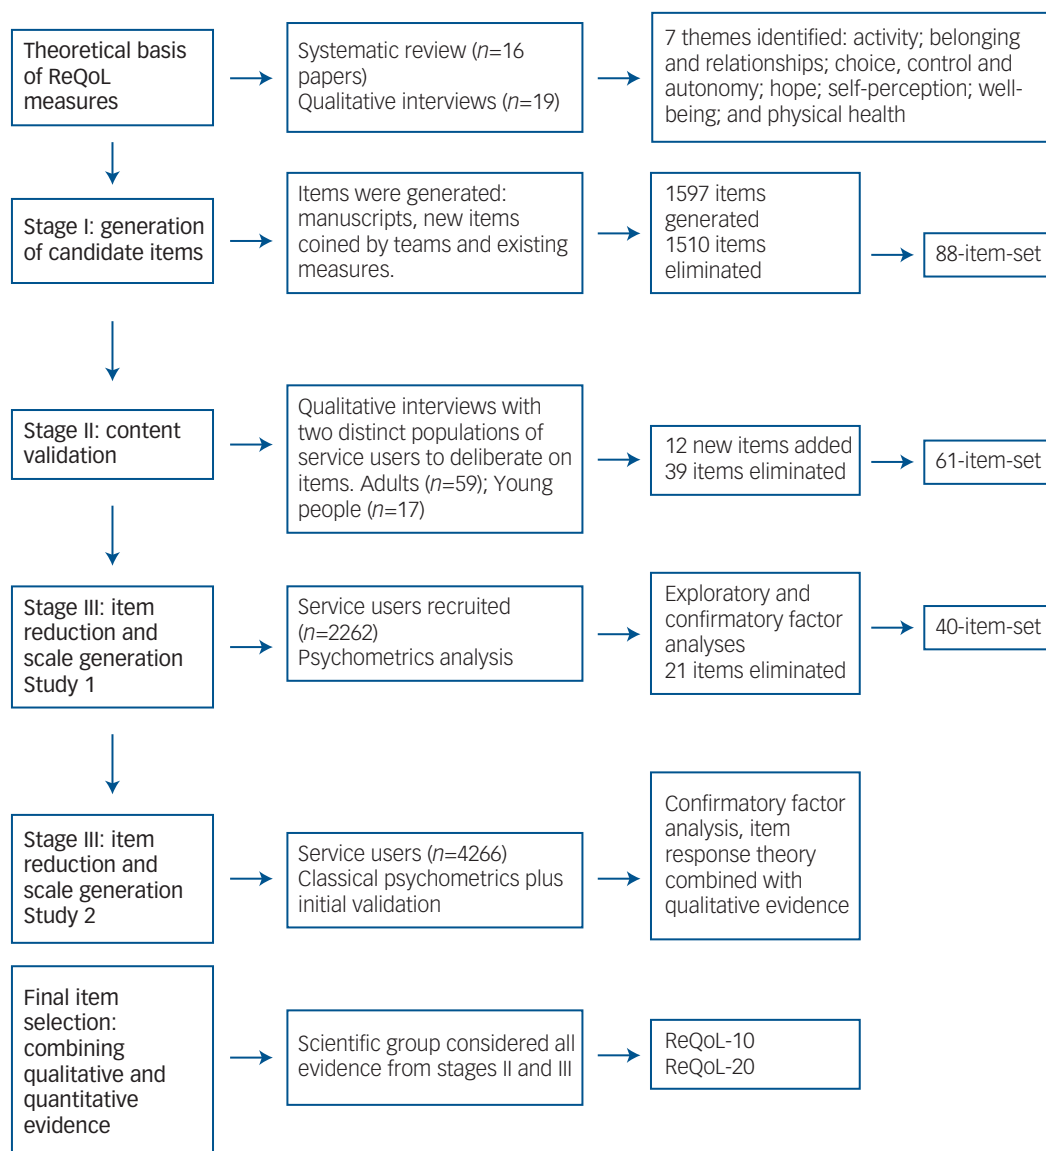 Theoretical basis
of ReQoL
measures
Systematic review (n=16
papers)
Qualitative interviews (n=19)
7 themes identified: activity; belonging
and relationships; choice, control and
autonomy; hope; self-perception; well-
being; and physical health
Stage I: generation
of candidate items
Items were generated:
manuscripts, new items
coined by teams and existing
measures.
1597 items
generated
1510 items
eliminated
88-item-set
Stage II: content
validation
Qualitative interviews with
two distinct populations of
service users to deliberate on
items. Adults (n=59); Young
people (n=17)
12 new items added
39 items eliminated
61-item-set
Stage III: item
reduction and
scale generation
Study 1
Service users recruited
(n=2262)
Psychometrics analysis
Exploratory and
confirmatory factor
analyses
21 items eliminated
40-item-set
Stage III: item
reduction and
scale generation
Study 2
Service users (n=4266)
Classical psychometrics plus
initial validation
Confirmatory factor
analysis, item
response theory
combined with
qualitative evidence
Final item
selection:
combining
qualitative and
quantitative
evidence
Scientific group considered all
evidence from stages II and III
ReQoL-10
ReQoL-20